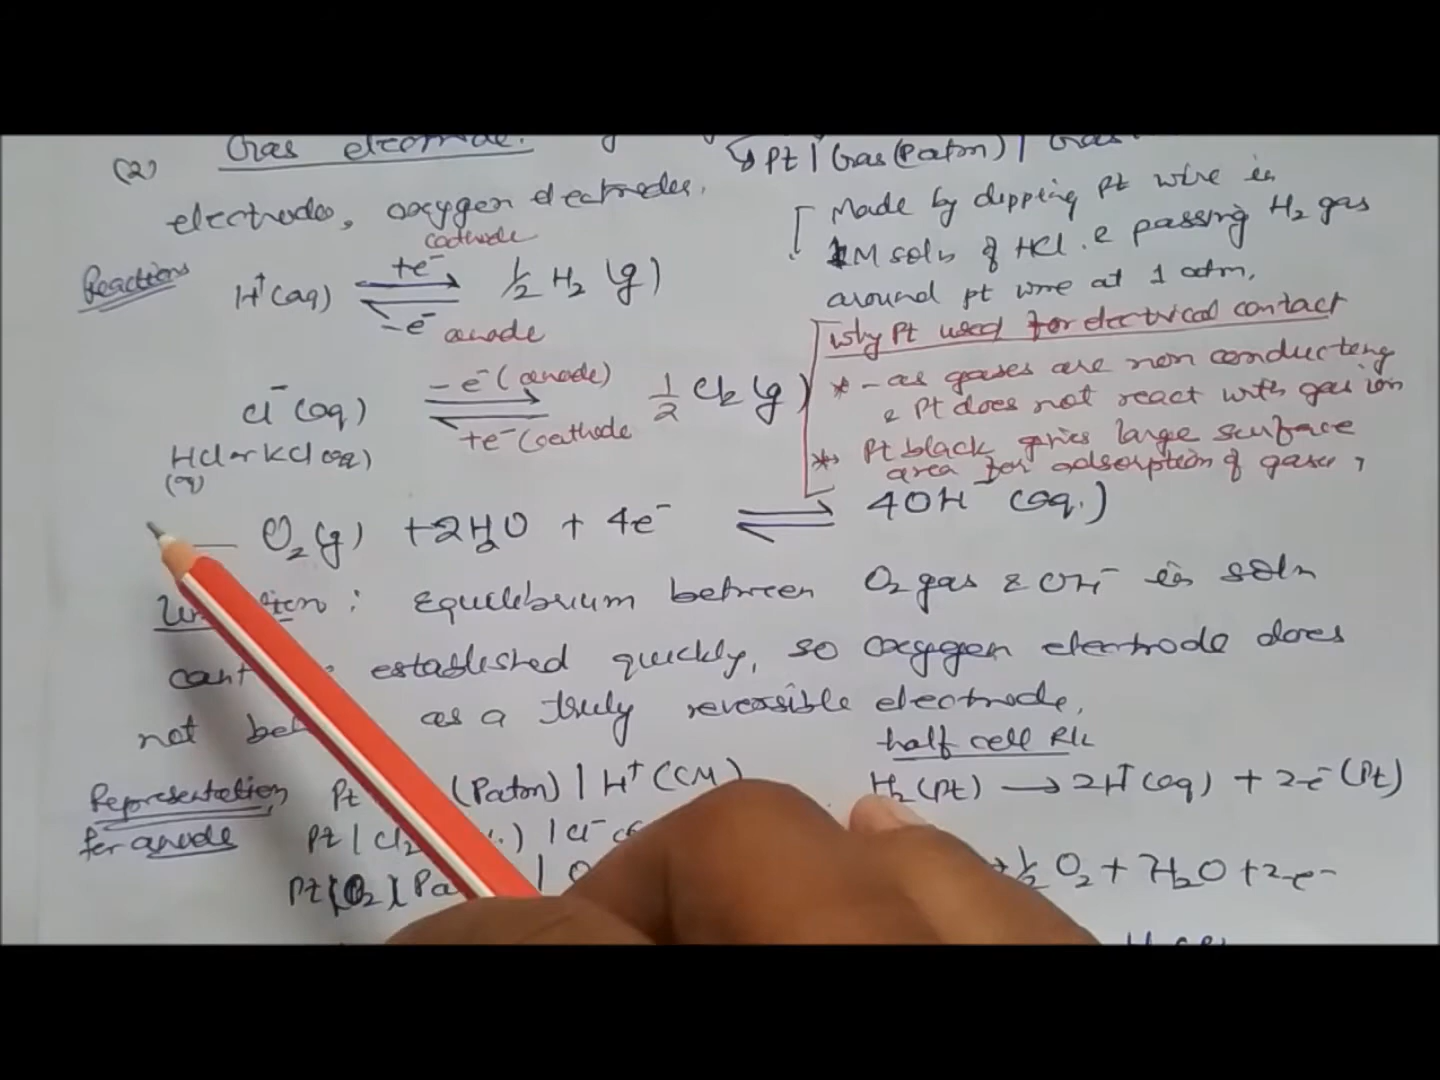 (2) Gas electrode.
Pt | Gas (Patm) |
electrodes, oxygen electrodes.
Made by dipping Pt wire in
1M soln of HCl. & passing H2 gas
around pt wire at 1 atm,
Reactions
H⁺(aq) ⇌ ½ H2 (g)
cathode
+e⁻
-e⁻ anode
Why Pt used for electrical contact
* - as gases are non conducting
& Pt does not react with gas ion
* Pt black gives large surface
area for adsorption of gases,
Cl⁻(aq) ⇌ ½ Cl2 (g)
-e⁻ (anode)
+e⁻ (cathode
HCl or KCl (aq)
O2(g) + 2H2O + 4e⁻ ⇌ 4OH⁻ (aq.)
: Equilibrium between O2 gas & OH⁻ in soln
cant established quickly, so oxygen electrode does
not as a truly reversible electrode,
half cell Rk
Representation Pt (Patm) | H⁺ (CM)
H2 (Pt) → 2H⁺(aq) + 2e⁻ (Pt)
for anode Pt | Cl2 ) | Cl⁻
Pt | O2 | (Pa |
½ O2 + H2O + 2e⁻